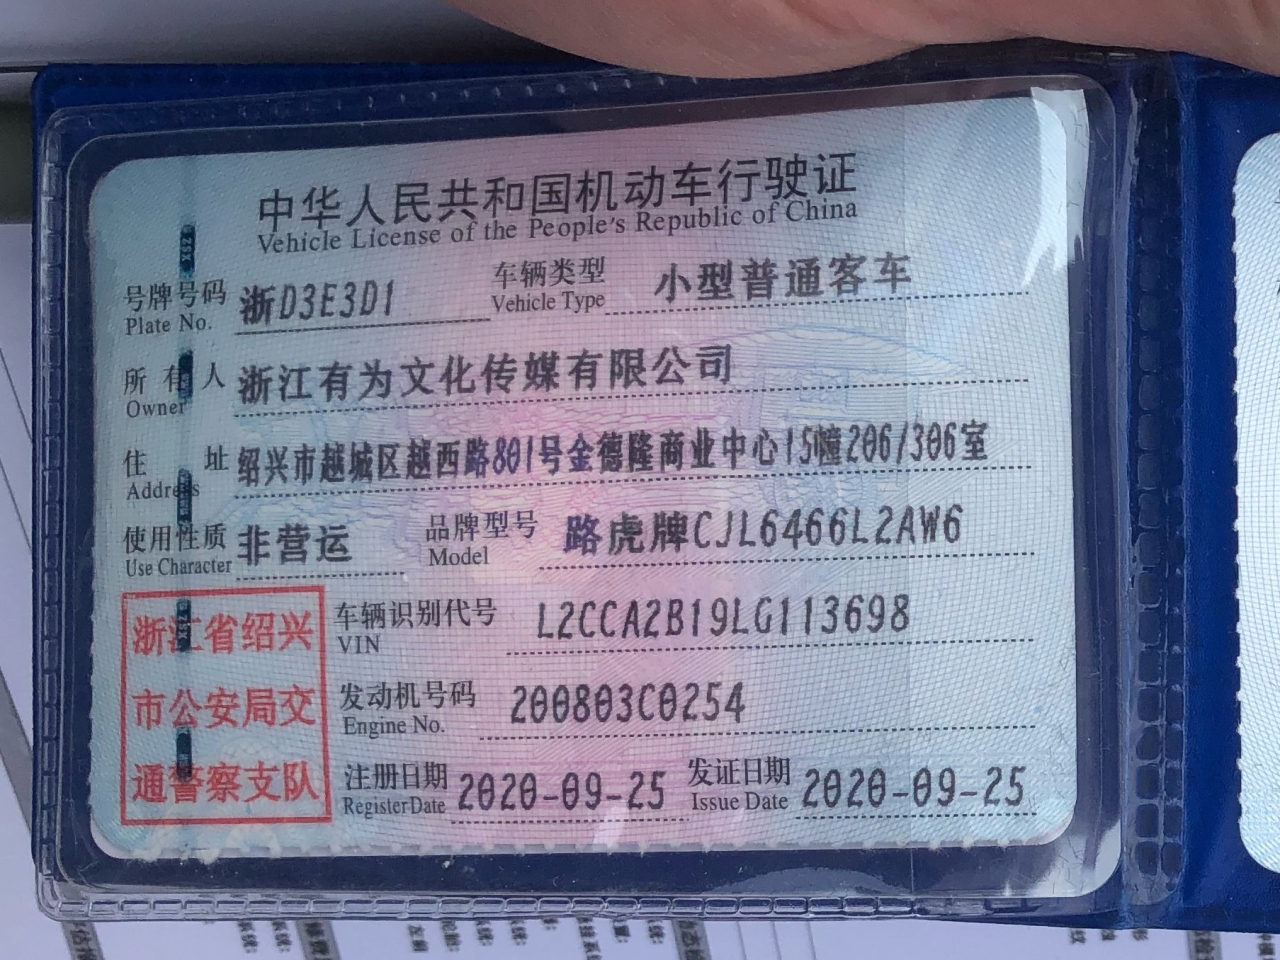 中华人民共和国机动车行驶证
Vehicle License of the People's Republic of China
号牌号码 浙D3E3D1 车辆类型 小型普通客车
Plate No. Vehicle Type
所有人 浙江有为文化传媒有限公司
Owner
住址 绍兴市越城区越西路801号金德隆商业中心15幢206/306室
Address
使用性质 非营运 品牌型号 路虎牌CJL6466L2AW6
Use Character Model
浙江省绍兴
市公安局交
通警察支队
车辆识别代号 L2CCA2B19LG113698
VIN
发动机号码 200803C0254
Engine No.
注册日期 2020-09-25 发证日期 2020-09-25
Register Date Issue Date